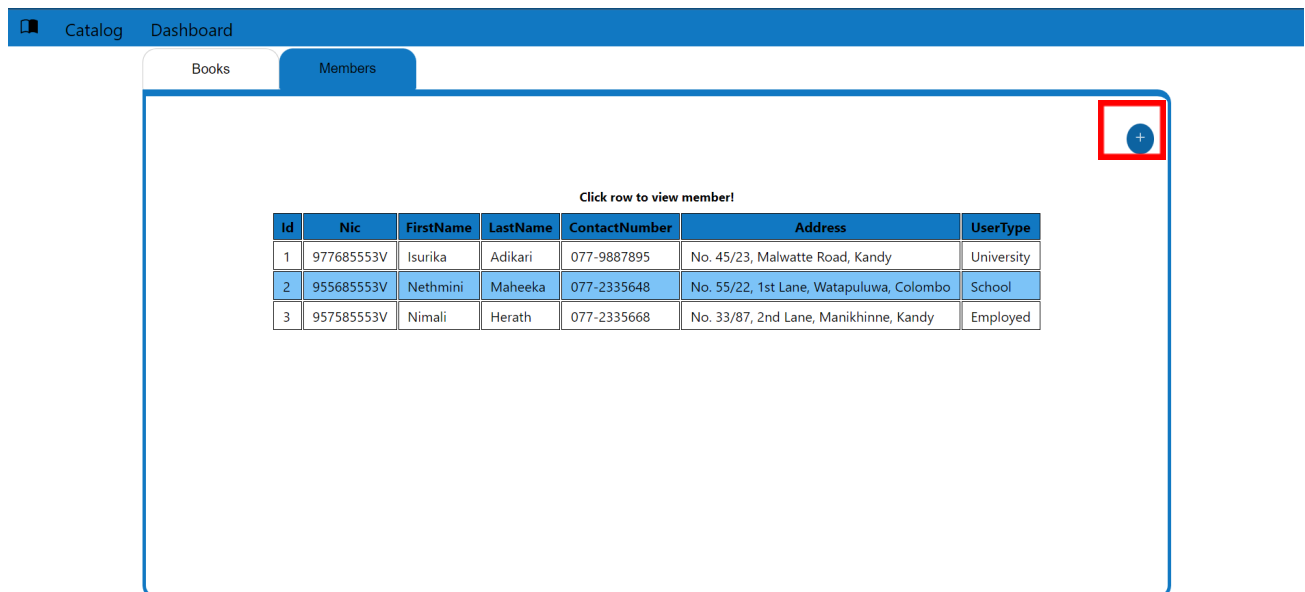 Catalog Dashboard
Books Members
+
Click row to view member!
Id Nic FirstName LastName ContactNumber Address UserType
1 977685553V Isurika Adikari 077-9887895 No. 45/23, Malwatte Road, Kandy University
2 955685553V Nethmini Maheeka 077-2335648 No. 55/22, 1st Lane, Watapuluwa, Colombo School
3 957585553V Nimali Herath 077-2335668 No. 33/87, 2nd Lane, Manikhinne, Kandy Employed